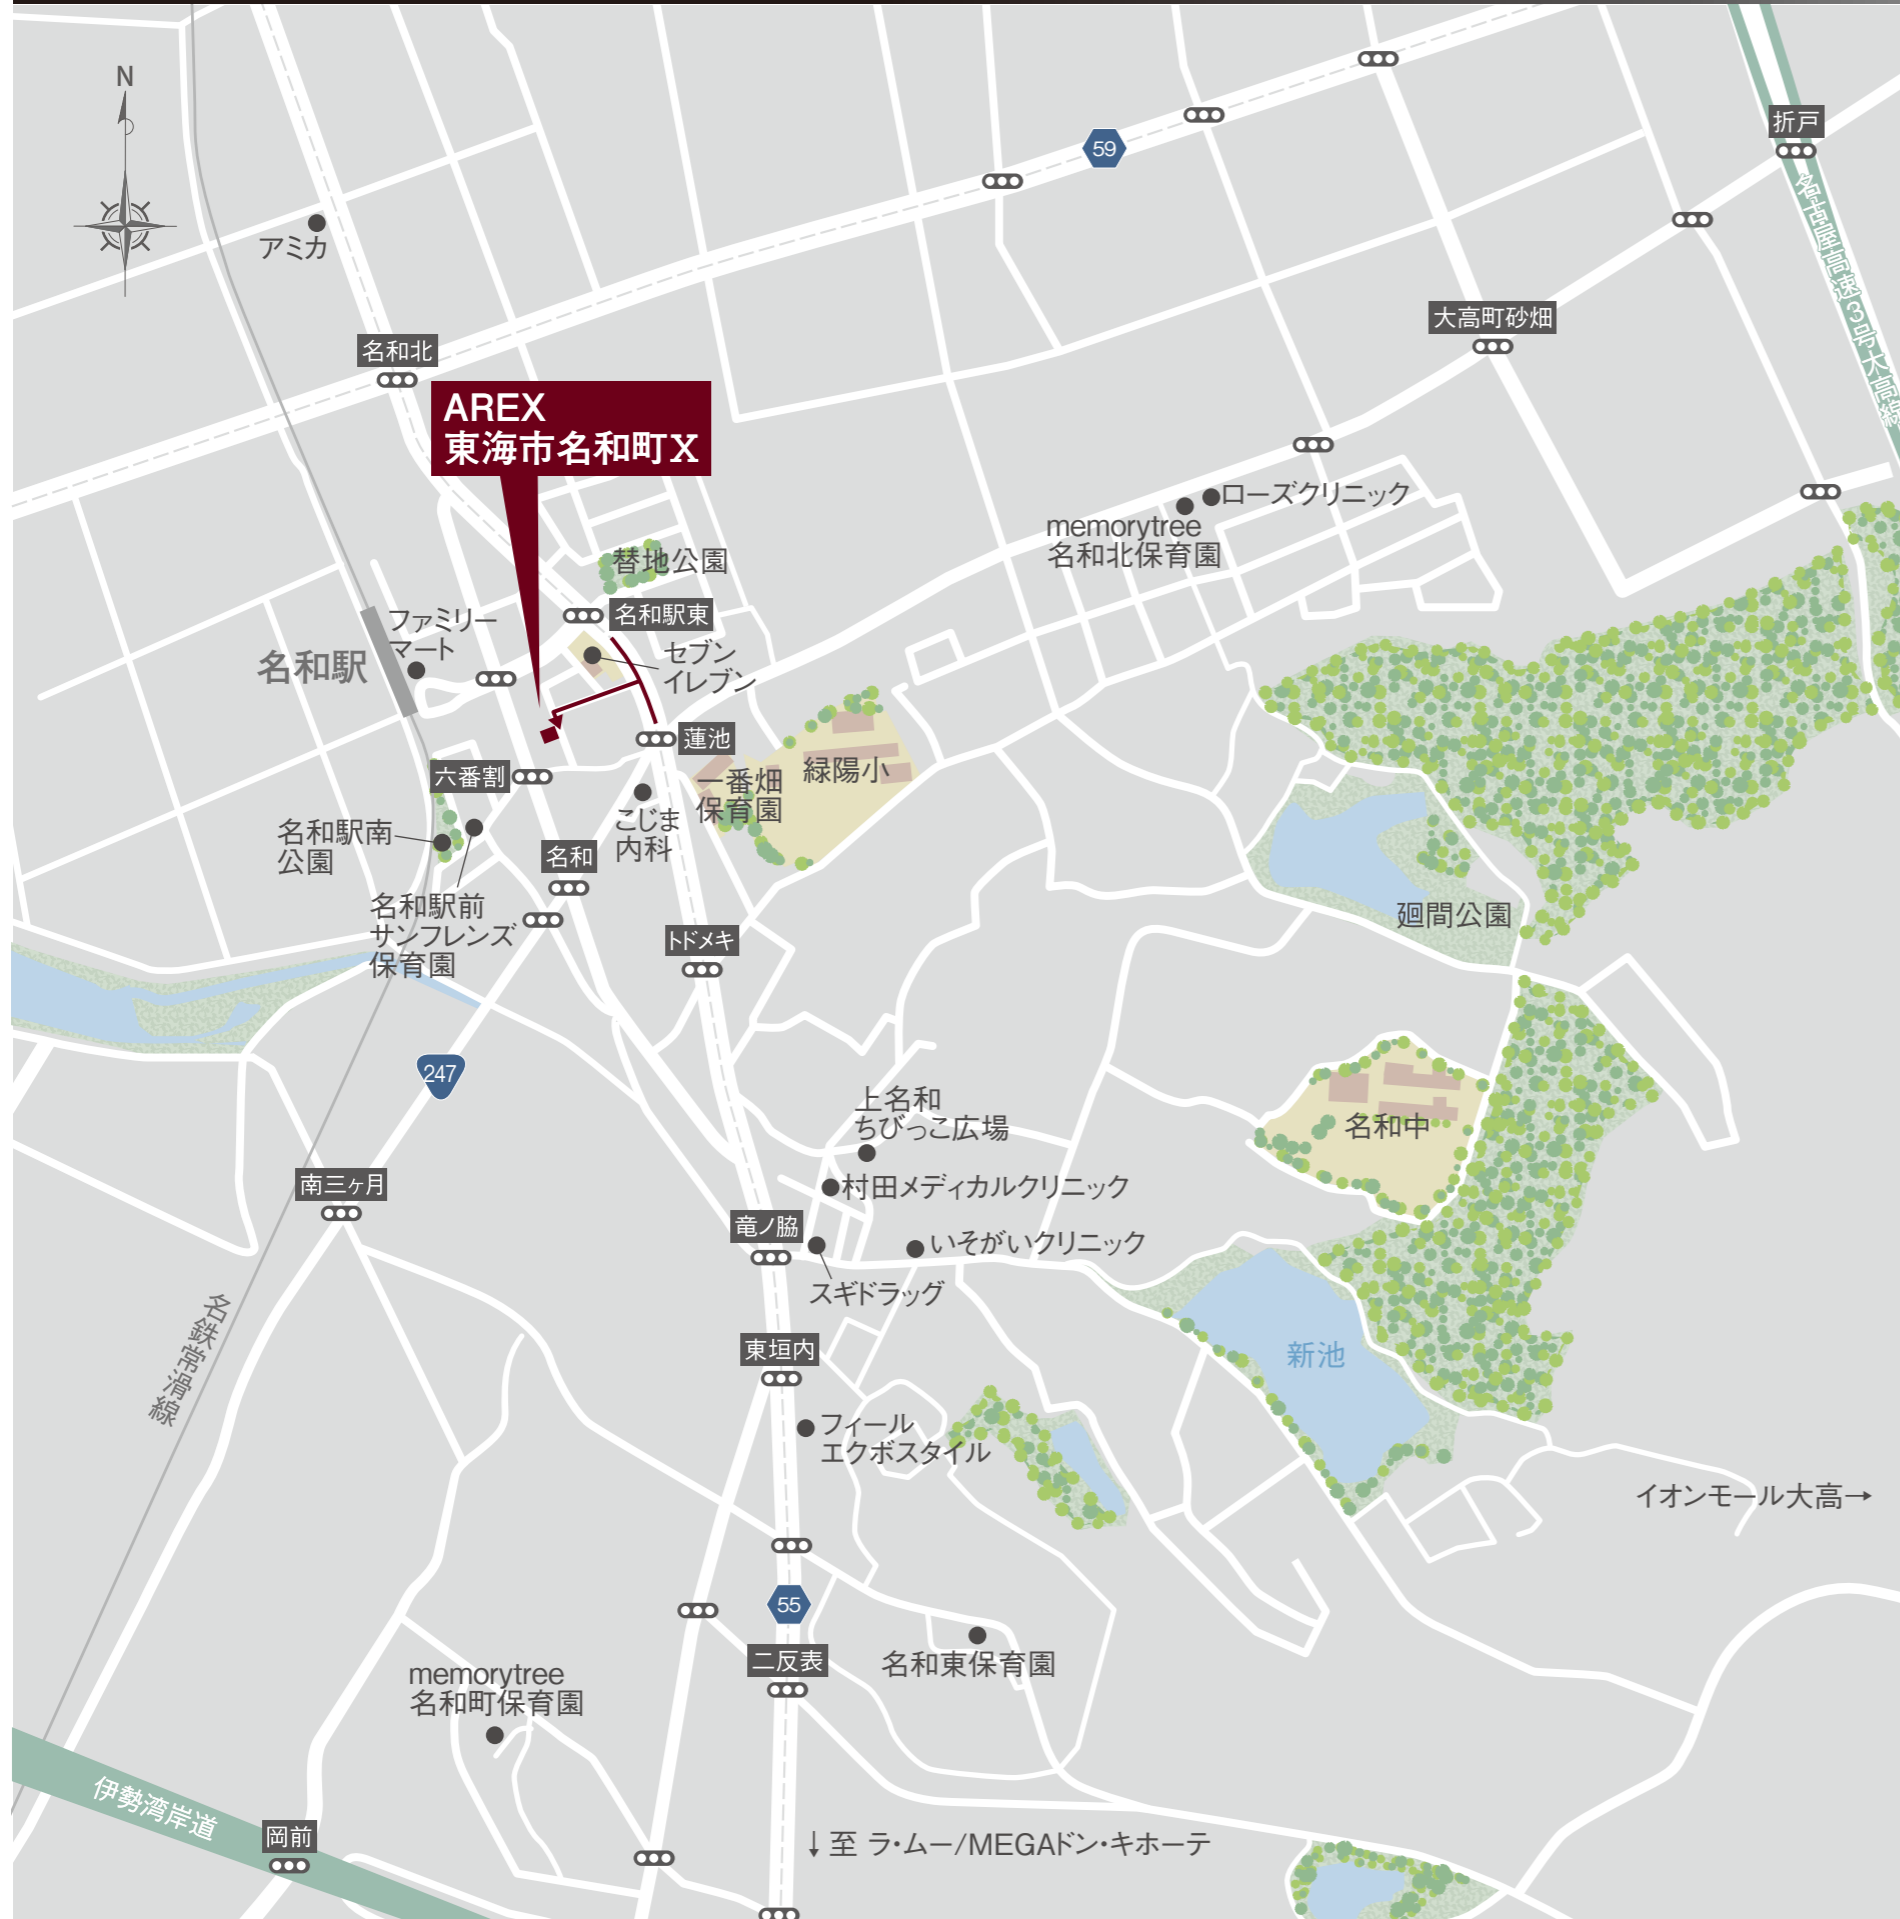 N
59
折戸
名古屋高速3号大高線
アミカ
大高町砂畑
名和北
AREX
東海市名和町X
ローズクリニック
memorytree
名和北保育園
替地公園
名和駅東
ファミリー
マート
名和駅
セブン
イレブン
蓮池
六番割
一番畑
保育園
緑陽小
こじま
内科
名和駅南
公園
名和
名和駅前
サンフレンズ
保育園
廻間公園
トドメキ
247
上名和
ちびっこ広場
名和中
村田メディカルクリニック
南三ヶ月
竜ノ脇
いそがいクリニック
スギドラッグ
名鉄常滑線
東垣内
新池
フィール
エクボスタイル
イオンモール大高→
55
二反表
名和東保育園
memorytree
名和町保育園
伊勢湾岸道
岡前
↓至 ラ・ムー/MEGAドン・キホーテ